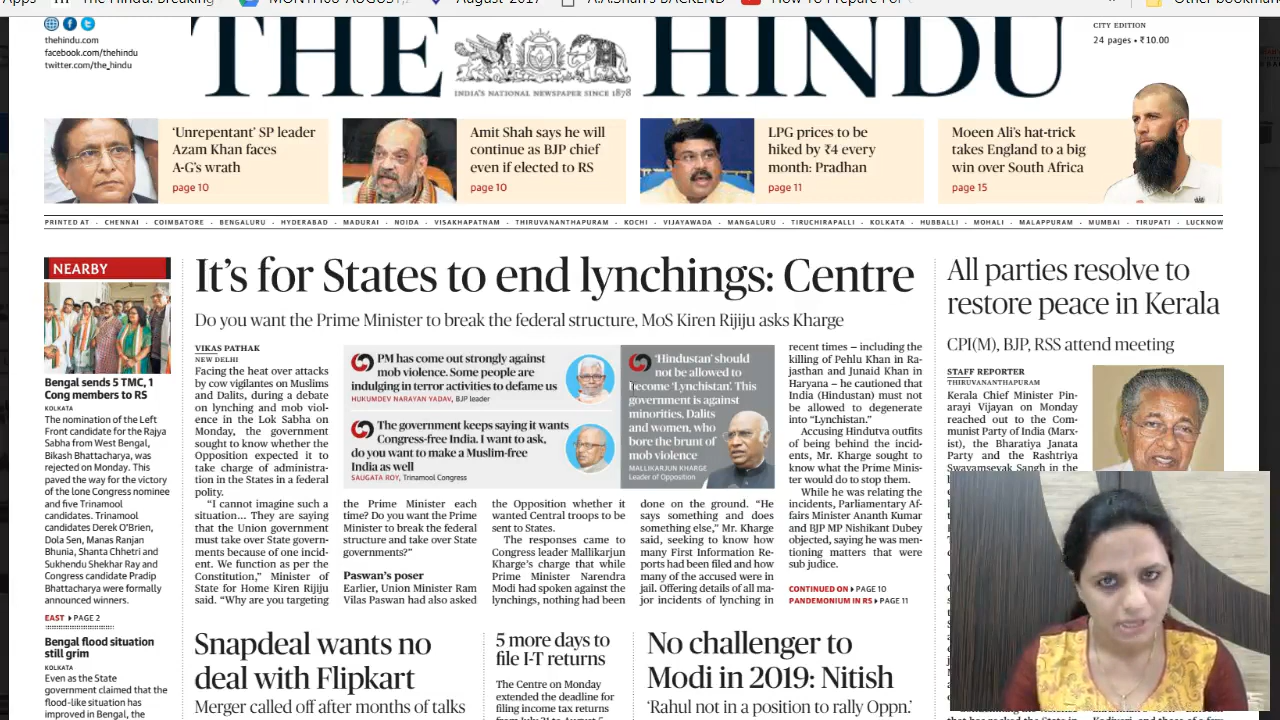 thehindu.com
facebook.com/thehindu
twitter.com/the_hindu
THE HINDU
INDIA'S NATIONAL NEWSPAPER SINCE 1878
CITY EDITION
24 pages • ₹10.00
‘Unrepentant’ SP leader
Azam Khan faces
A-G’s wrath
page 10
Amit Shah says he will
continue as BJP chief
even if elected to RS
page 10
LPG prices to be
hiked by ₹4 every
month: Pradhan
page 11
Moeen Ali’s hat-trick
takes England to a big
win over South Africa
page 15
PRINTED AT · CHENNAI · COIMBATORE · BENGALURU · HYDERABAD · MADURAI · NOIDA · VISAKHAPATNAM · THIRUVANANTHAPURAM · KOCHI · VIJAYAWADA · MANGALURU · TIRUCHIRAPALLI · KOLKATA · HUBBALLI · MOHALI · MALAPPURAM · MUMBAI · TIRUPATI · LUCKNOW
NEARBY
Bengal sends 5 TMC, 1
Cong members to RS
KOLKATA
The nomination of the Left
Front candidate for the Rajya
Sabha from West Bengal,
Bikash Bhattacharya, was
rejected on Monday. This
paved the way for the victory
of the lone Congress nominee
and five Trinamool
candidates. Trinamool
candidates Derek O’Brien,
Dola Sen, Manas Ranjan
Bhunia, Shanta Chhetri and
Sukhendu Shekhar Ray and
Congress candidate Pradip
Bhattacharya were formally
announced winners.
EAST PAGE 2
Bengal flood situation
still grim
KOLKATA
Even as the State
government claimed that the
flood-like situation has
improved in Bengal, the
It’s for States to end lynchings: Centre
Do you want the Prime Minister to break the federal structure, MoS Kiren Rijiju asks Kharge
VIKAS PATHAK
NEW DELHI
Facing the heat over attacks
by cow vigilantes on Muslims
and Dalits, during a debate
on lynching and mob viol-
ence in the Lok Sabha on
Monday, the government
sought to know whether the
Opposition expected it to
take charge of administra-
tion in the States in a federal
polity.
“I cannot imagine such a
situation... They are saying
that the Union government
must take over State govern-
ments because of one incid-
ent. We function as per the
Constitution,” Minister of
State for Home Kiren Rijiju
said. “Why are you targeting
PM has come out strongly against
mob violence. Some people are
indulging in terror activities to defame us
HUKUMDEV NARAYAN YADAV, BJP leader
The government keeps saying it wants
Congress-free India. I want to ask,
do you want to make a Muslim-free
India as well
SAUGATA ROY, Trinamool Congress
‘Hindustan’ should
not be allowed to
become ‘Lynchistan’. This
government is against
minorities, Dalits
and women, who
bore the brunt of
mob violence
MALLIKARJUN KHARGE
Leader of Opposition
the Prime Minister each
time? Do you want the Prime
Minister to break the federal
structure and take over State
governments?”
Paswan’s poser
Earlier, Union Minister Ram
Vilas Paswan had also asked
the Opposition whether it
wanted Central troops to be
sent to States.
The responses came to
Congress leader Mallikarjun
Kharge’s charge that while
Prime Minister Narendra
Modi had spoken against the
lynchings, nothing had been
done on the ground. “He
says something and does
something else,” Mr. Kharge
said, seeking to know how
many First Information Re-
ports had been filed and how
many of the accused were in
jail. Offering details of all ma-
jor incidents of lynching in
recent times – including the
killing of Pehlu Khan in Ra-
jasthan and Junaid Khan in
Haryana – he cautioned that
India (Hindustan) must not
be allowed to degenerate
into “Lynchistan.”
Accusing Hindutva outfits
of being behind the incid-
ents, Mr. Kharge sought to
know what the Prime Minis-
ter would do to stop them.
While he was relating the
incidents, Parliamentary Af-
fairs Minister Ananth Kumar
and BJP MP Nishikant Dubey
objected, saying he was men-
tioning matters that were
sub judice.
CONTINUED ON PAGE 10
PANDEMONIUM IN RS PAGE 11
All parties resolve to
restore peace in Kerala
CPI(M), BJP, RSS attend meeting
STAFF REPORTER
THIRUVANANTHAPURAM
Kerala Chief Minister Pin-
arayi Vijayan on Monday
reached out to the Com-
munist Party of India (Marx-
ist), the Bharatiya Janata
Party and the Rashtriya
Swayamsevak Sangh in the
Snapdeal wants no
deal with Flipkart
Merger called off after months of talks
5 more days to
file I-T returns
The Centre on Monday
extended the deadline for
filing income tax returns
No challenger to
Modi in 2019: Nitish
‘Rahul not in a position to rally Oppn.’